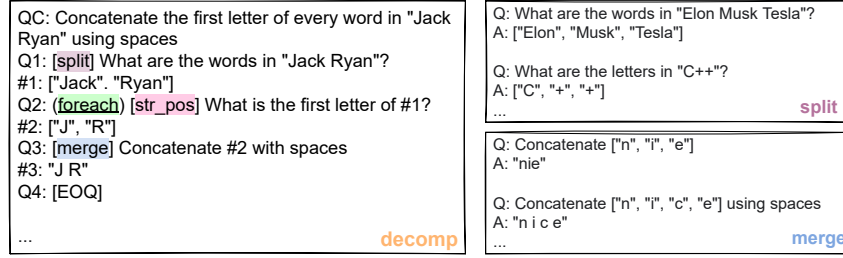 QC: Concatenate the first letter of every word in "Jack
Ryan" using spaces
Q1: [split] What are the words in "Jack Ryan"?
#1: ["Jack". "Ryan"]
Q2: (foreach) [str_pos] What is the first letter of #1?
#2: ["J", "R"]
Q3: [merge] Concatenate #2 with spaces
#3: "J R"
Q4: [EOQ]
...
decomp
Q: What are the words in "Elon Musk Tesla"?
A: ["Elon", "Musk", "Tesla"]
Q: What are the letters in "C++"?
A: ["C", "+", "+"]
...
split
Q: Concatenate ["n", "i", "e"]
A: "nie"
Q: Concatenate ["n", "i", "c", "e"] using spaces
A: "n i c e"
...
merge